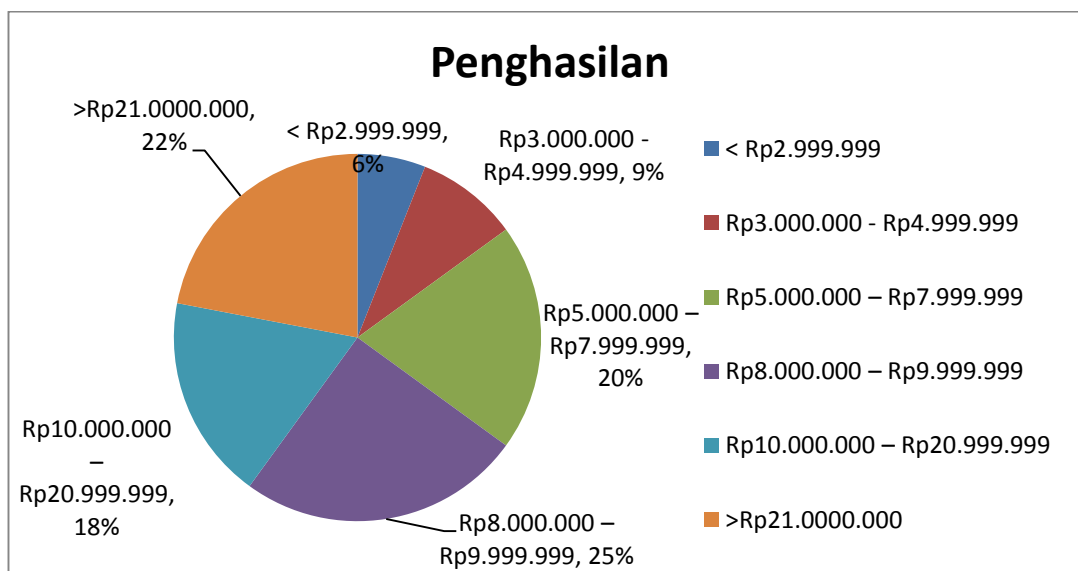 Penghasilan
>Rp21.0000.000,
22%
< Rp2.999.999,
6%
Rp3.000.000 -
Rp4.999.999, 9%
Rp5.000.000 –
Rp7.999.999,
20%
Rp8.000.000 –
Rp9.999.999, 25%
Rp10.000.000
–
Rp20.999.999,
18%
< Rp2.999.999
Rp3.000.000 - Rp4.999.999
Rp5.000.000 – Rp7.999.999
Rp8.000.000 – Rp9.999.999
Rp10.000.000 – Rp20.999.999
>Rp21.0000.000